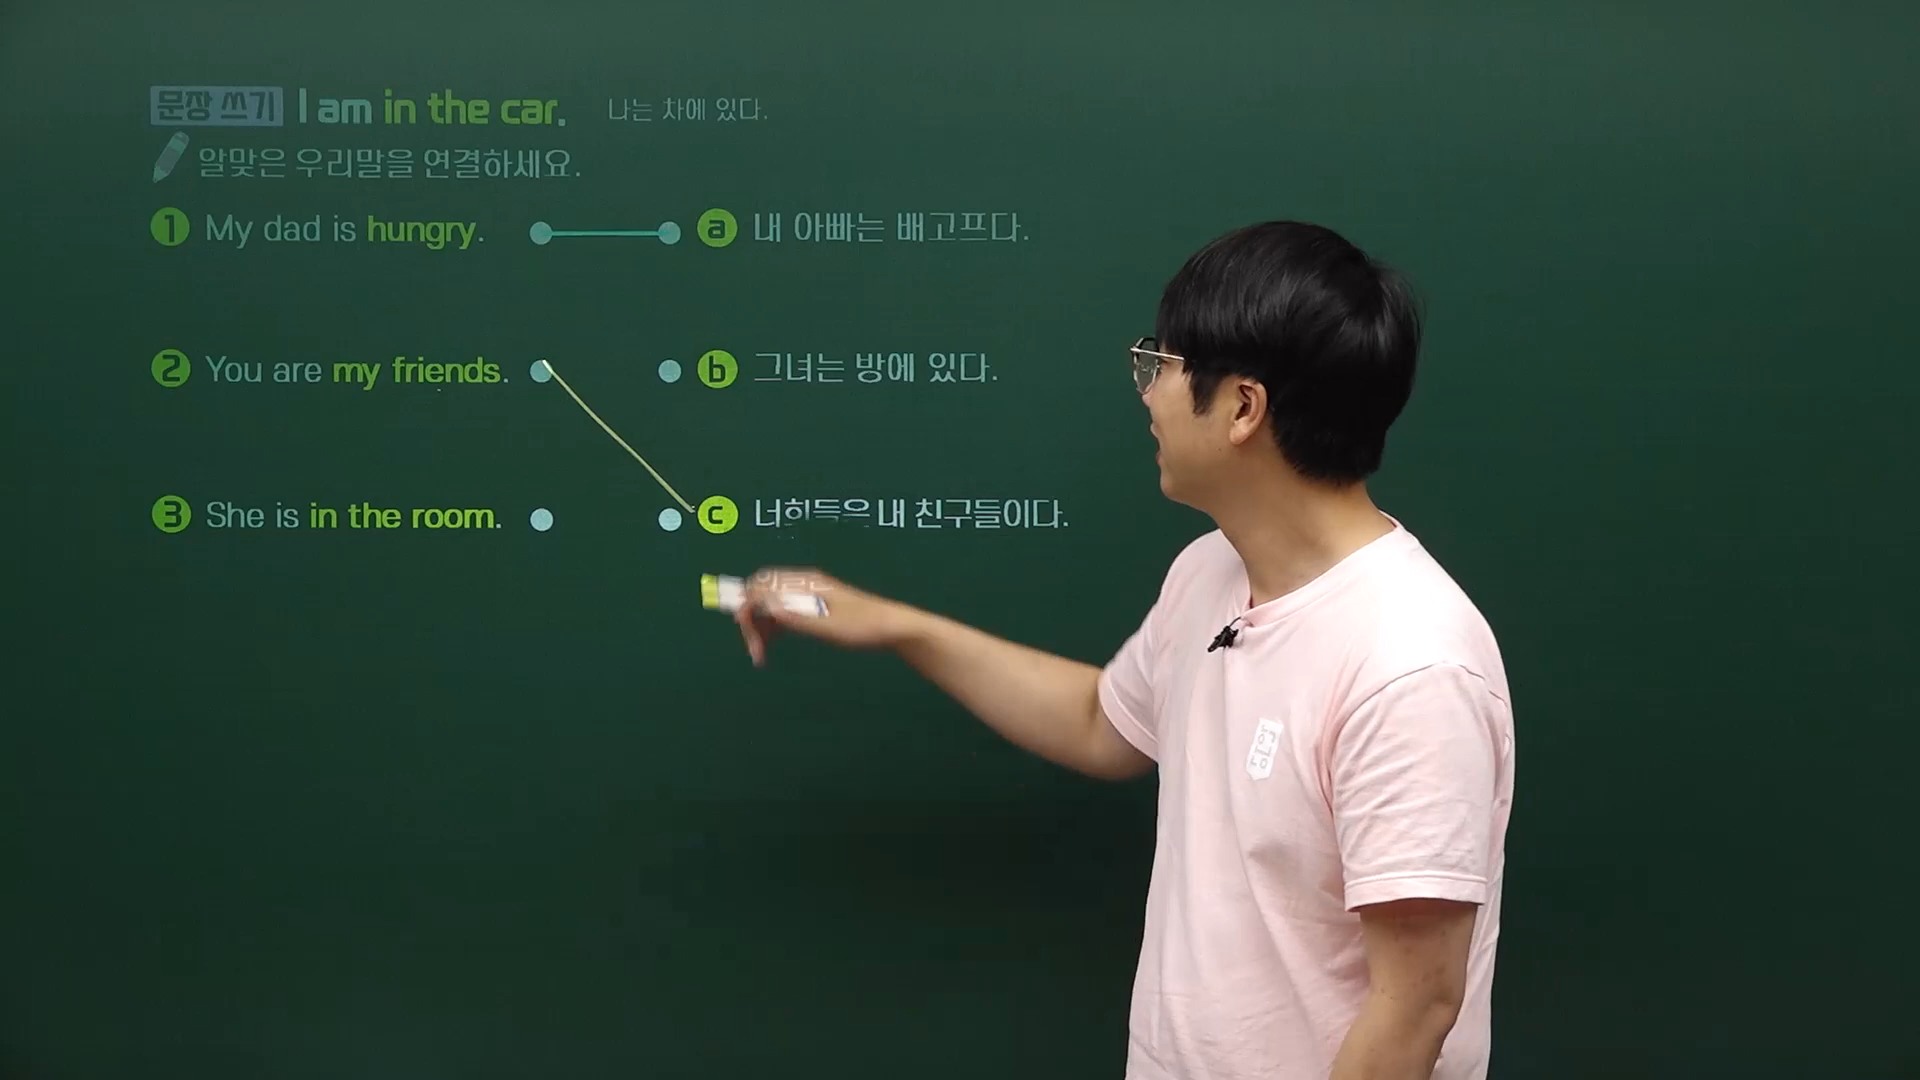 문장 쓰기 I am in the car. 나는 차에 있다.
알맞은 우리말을 연결하세요.
1 My dad is hungry. a 내 아빠는 배고프다.
2 You are my friends. b 그녀는 방에 있다.
3 She is in the room. c 너희들은 내 친구들이다.